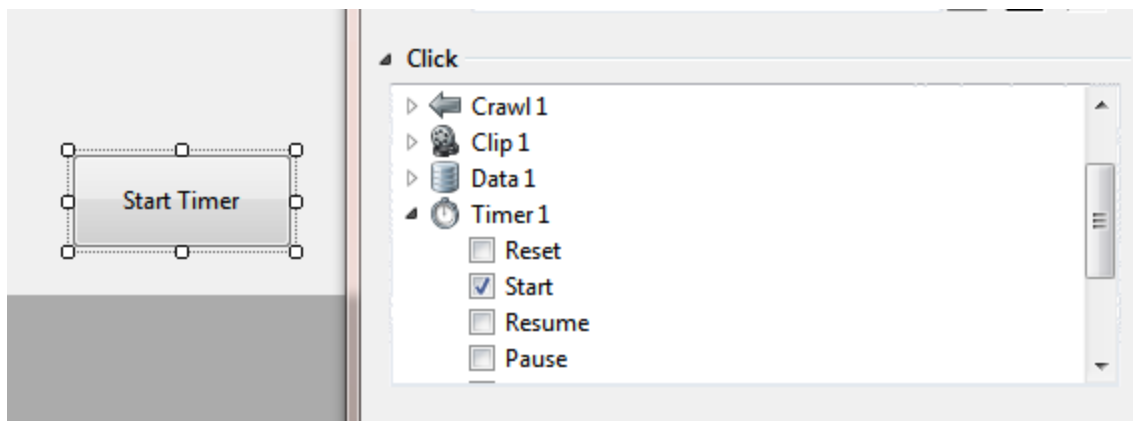 Click
Crawl 1
Clip 1
Data 1
Start Timer
Timer 1
Reset
Start
Resume
Pause